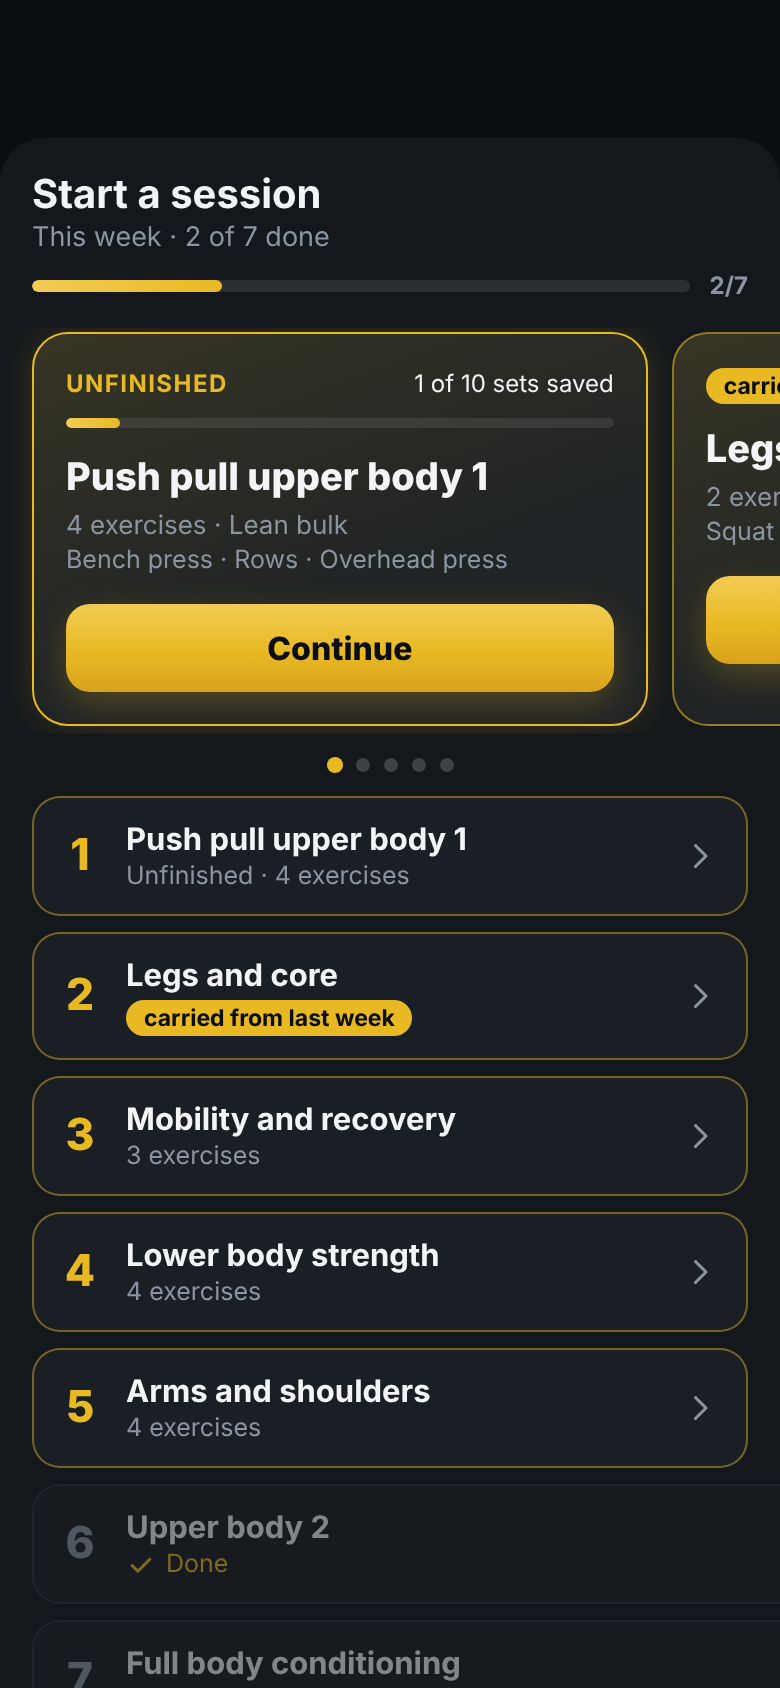 Start a session
This week · 2 of 7 done
2/7
UNFINISHED
1 of 10 sets saved
Push pull upper body 1
4 exercises · Lean bulk
Bench press · Rows · Overhead press
Continue
Squat
1
Push pull upper body 1
Unfinished · 4 exercises
2
Legs and core
carried from last week
3
Mobility and recovery
3 exercises
4
Lower body strength
4 exercises
5
Arms and shoulders
4 exercises
6
Upper body 2
Done
7
Full body conditioning